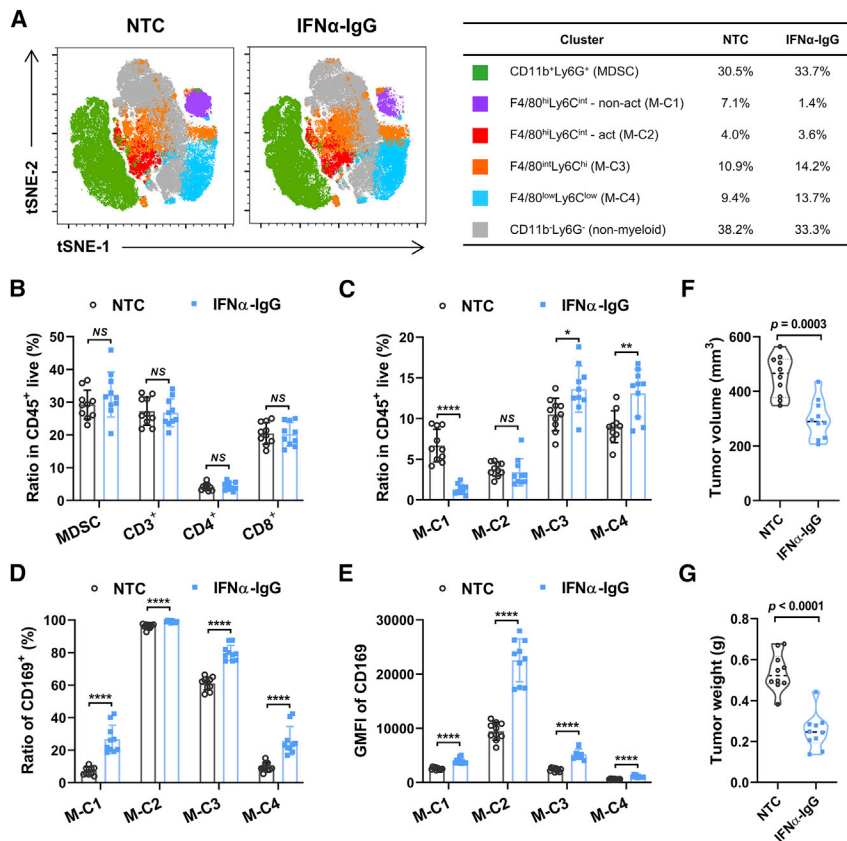 A
NTC
IFNα-IgG
tSNE-2
tSNE-1
Cluster NTC IFNα-IgG
CD11b⁺Ly6G⁺ (MDSC) 30.5% 33.7%
F4/80ʰⁱLy6Cⁱⁿᵗ - non-act (M-C1) 7.1% 1.4%
F4/80ʰⁱLy6Cⁱⁿᵗ - act (M-C2) 4.0% 3.6%
F4/80ⁱⁿᵗLy6Cʰⁱ (M-C3) 10.9% 14.2%
F4/80ˡᵒʷLy6Cˡᵒʷ (M-C4) 9.4% 13.7%
CD11b⁻Ly6G⁻ (non-myeloid) 38.2% 33.3%
B
NTC IFNα-IgG
Ratio in CD45⁺ live (%)
50
40
30
20
10
0
NS NS NS NS
MDSC CD3⁺ CD4⁺ CD8⁺
C
NTC IFNα-IgG
Ratio in CD45⁺ live (%)
20
15
10
5
0
**** NS * **
M-C1 M-C2 M-C3 M-C4
F
p = 0.0003
Tumor volume (mm³)
600
400
200
0
NTC IFNα-IgG
D
NTC IFNα-IgG
Ratio of CD169⁺ (%)
100
80
60
40
20
0
**** **** **** ****
M-C1 M-C2 M-C3 M-C4
E
NTC IFNα-IgG
GMFI of CD169
30000
20000
10000
0
**** **** **** ****
M-C1 M-C2 M-C3 M-C4
G
p < 0.0001
Tumor weight (g)
0.8
0.6
0.4
0.2
0.0
NTC IFNα-IgG